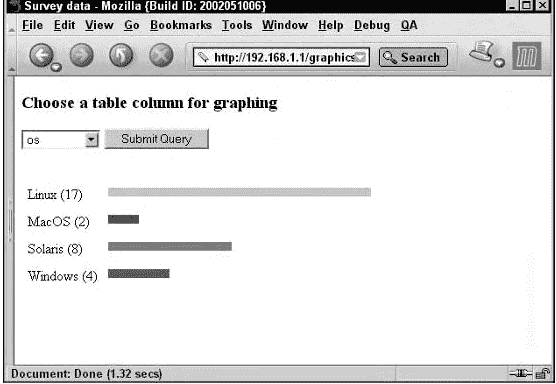 Survey data - Mozilla {Build ID: 2002051006}
File Edit View Go Bookmarks Tools Window Help Debug QA
http://192.168.1.1/graphics Search
Choose a table column for graphing
os Submit Query
Linux (17)
MacOS (2)
Solaris (8)
Windows (4)
Document: Done (1.32 secs)